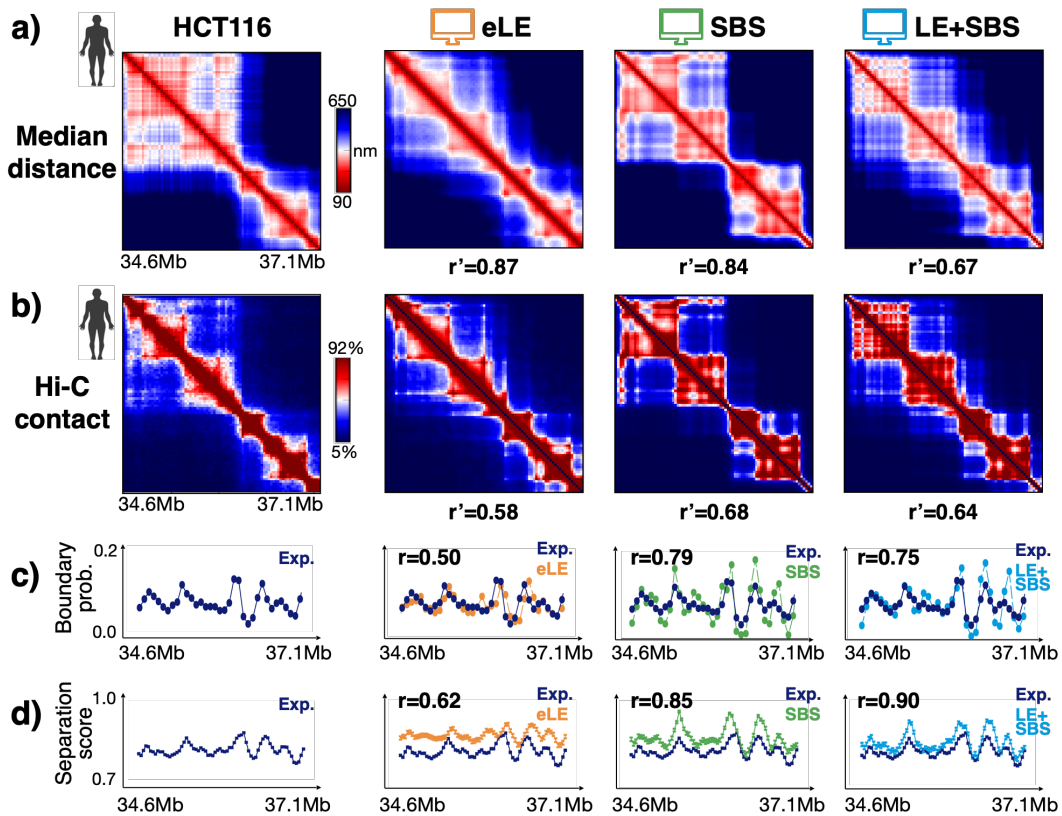 a)
HCT116
eLE
SBS
LE+SBS
Median
distance
650
nm
90
34.6Mb
37.1Mb
r'=0.87
r'=0.84
r'=0.67
b)
Hi-C
contact
92%
5%
34.6Mb
37.1Mb
r'=0.58
r'=0.68
r'=0.64
c)
Boundary
prob.
0.2
0.0
Exp.
34.6Mb
37.1Mb
r=0.50
Exp.
eLE
34.6Mb
37.1Mb
r=0.79
Exp.
SBS
34.6Mb
37.1Mb
r=0.75
Exp.
LE+
SBS
34.6Mb
37.1Mb
d)
Separation
score
1.0
0.7
Exp.
34.6Mb
37.1Mb
r=0.62
Exp.
eLE
34.6Mb
37.1Mb
r=0.85
Exp.
SBS
34.6Mb
37.1Mb
r=0.90
Exp.
LE+
SBS
34.6Mb
37.1Mb